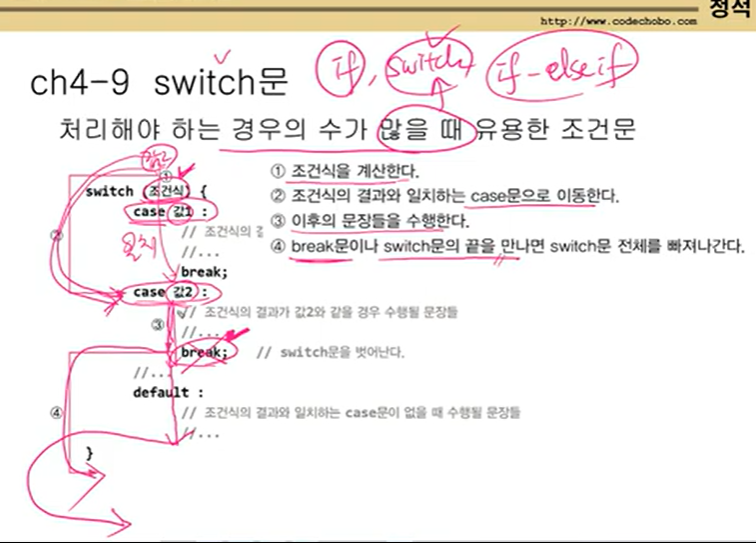 정석
http://www.codechobo.com
ch4-9 switch문
if, switch, if-else if
처리해야 하는 경우의 수가 많을 때 유용한 조건문
값2
①
① 조건식을 계산한다.
switch (조건식) {
② 조건식의 결과와 일치하는 case문으로 이동한다.
case 값1 :
③ 이후의 문장들을 수행한다.
②
// 조건식의 결
일치
//...
④ break문이나 switch문의 끝을 만나면 switch문 전체를 빠져나간다.
break;
case 값2 :
// 조건식의 결과가 값2와 같을 경우 수행될 문장들
③
//...
break; // switch문을 벗어난다.
//...
default :
④
// 조건식의 결과와 일치하는 case문이 없을 때 수행될 문장들
//...
}